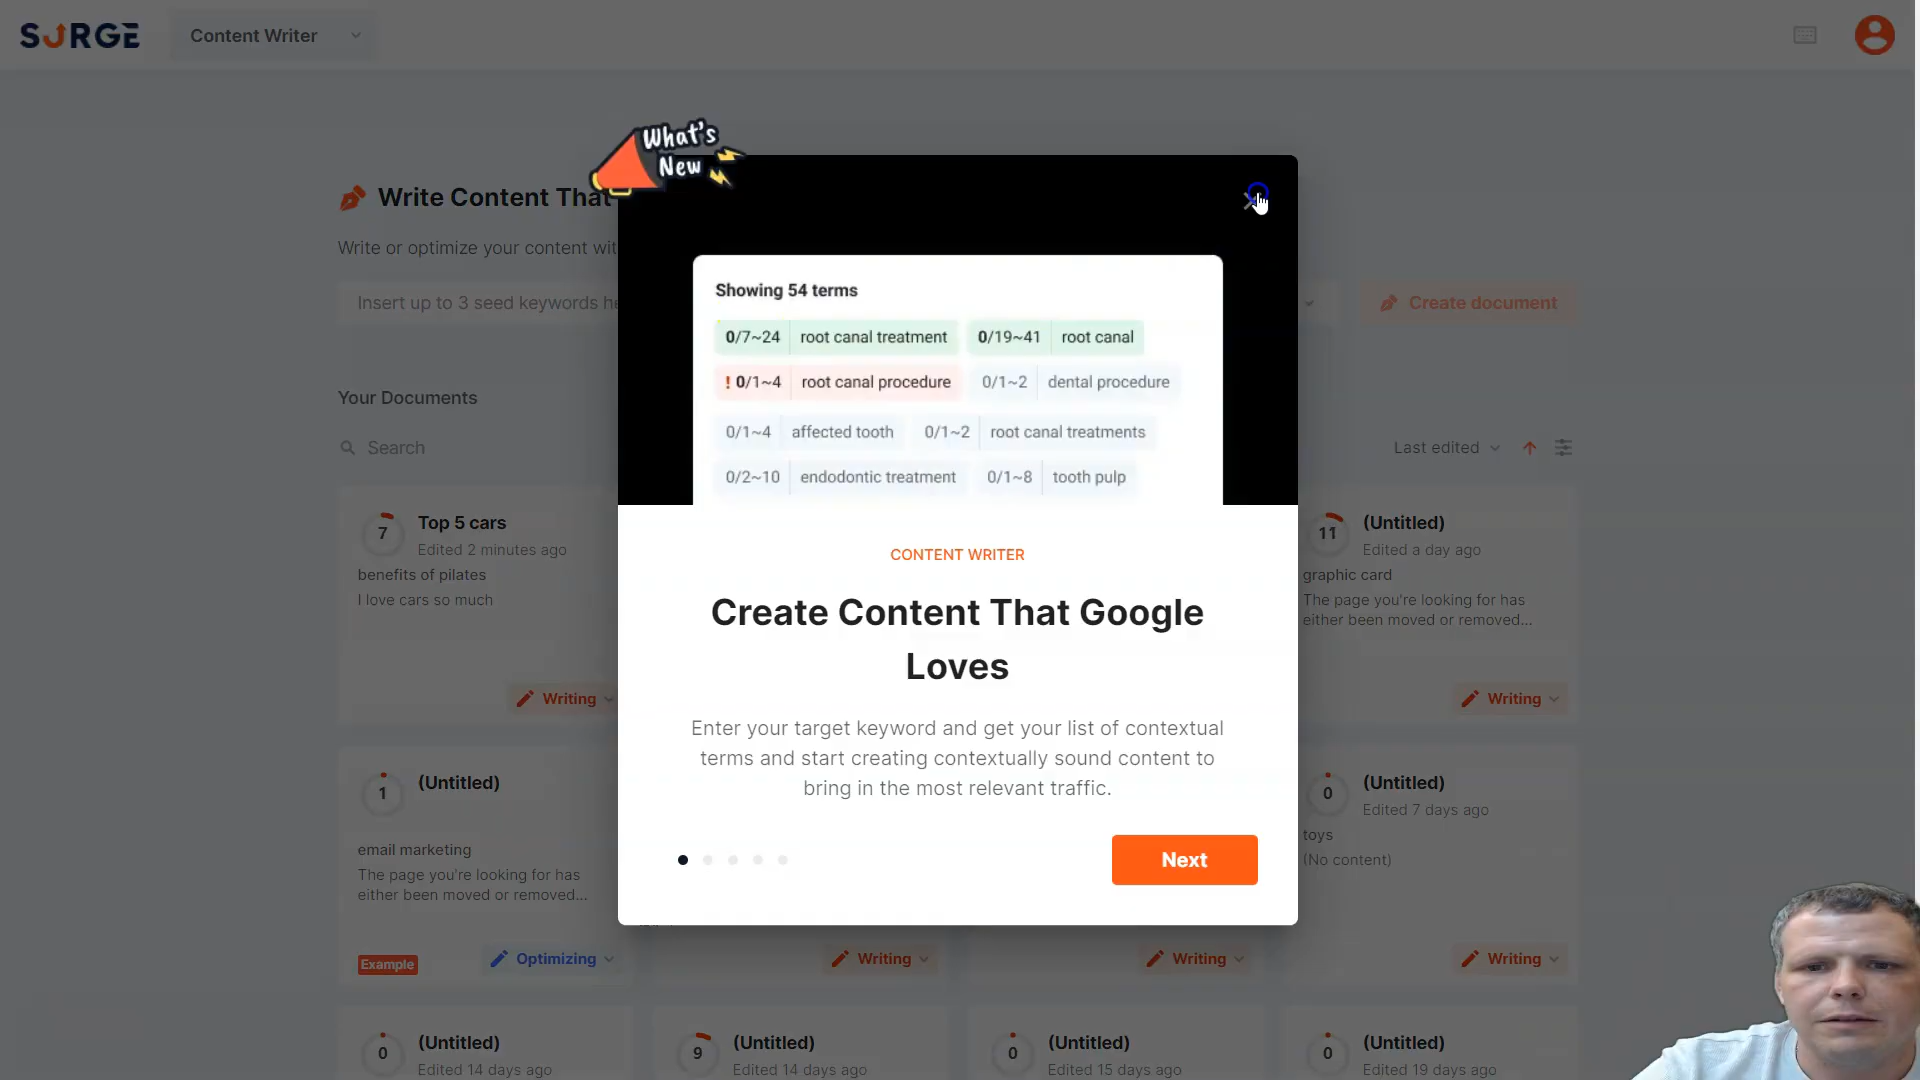 SURGE
Content Writer
What's
New
Write Content That
Write or optimize your content wit
Insert up to 3 seed keywords he
Create document
Showing 54 terms
0/7~24 root canal treatment 0/19~41 root canal
! 0/1~4 root canal procedure 0/1~2 dental procedure
0/1~4 affected tooth 0/1~2 root canal treatments
0/2~10 endodontic treatment 0/1~8 tooth pulp
CONTENT WRITER
Create Content That Google
Loves
Enter your target keyword and get your list of contextual
terms and start creating contextually sound content to
bring in the most relevant traffic.
Next
Your Documents
Search
Last edited
7
Top 5 cars
Edited 2 minutes ago
benefits of pilates
I love cars so much
Writing
11
(Untitled)
Edited a day ago
graphic card
The page you're looking for has
either been moved or removed...
Writing
1
(Untitled)
email marketing
The page you're looking for has
either been moved or removed...
Example
Optimizing
Writing
Writing
0
(Untitled)
Edited 7 days ago
toys
(No content)
Writing
0
(Untitled)
Edited 14 days ago
9
(Untitled)
Edited 14 days ago
0
(Untitled)
Edited 15 days ago
0
(Untitled)
Edited 19 days ago